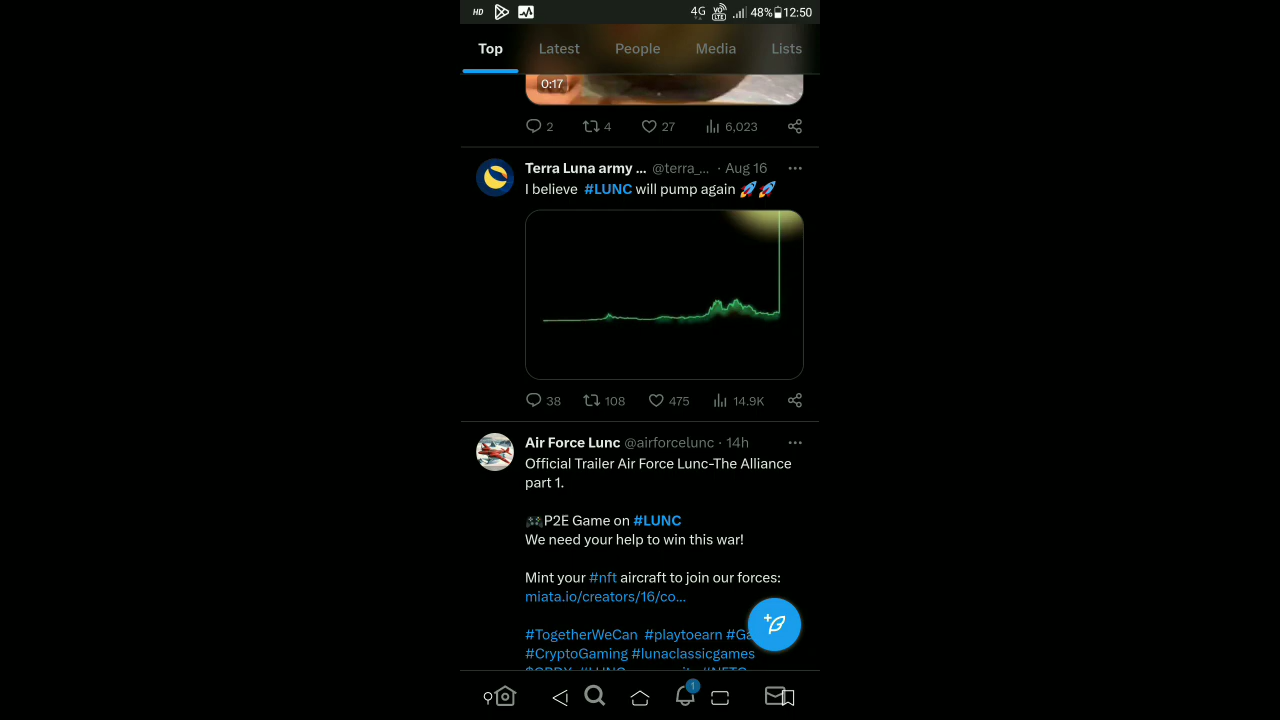 HD 4G VO LTE 48% 12:50
Top Latest People Media Lists
0:17
2 4 27 6,023
Terra Luna army ... @terra_... · Aug 16
I believe #LUNC will pump again 🚀🚀
38 108 475 14.9K
Air Force Lunc @airforcelunc · 14h
Official Trailer Air Force Lunc-The Alliance
part 1.
🎮P2E Game on #LUNC
We need your help to win this war!
Mint your #nft aircraft to join our forces:
miata.io/creators/16/co...
#TogetherWeCan #playtoearn #Ga
#CryptoGaming #lunaclassicgames
1